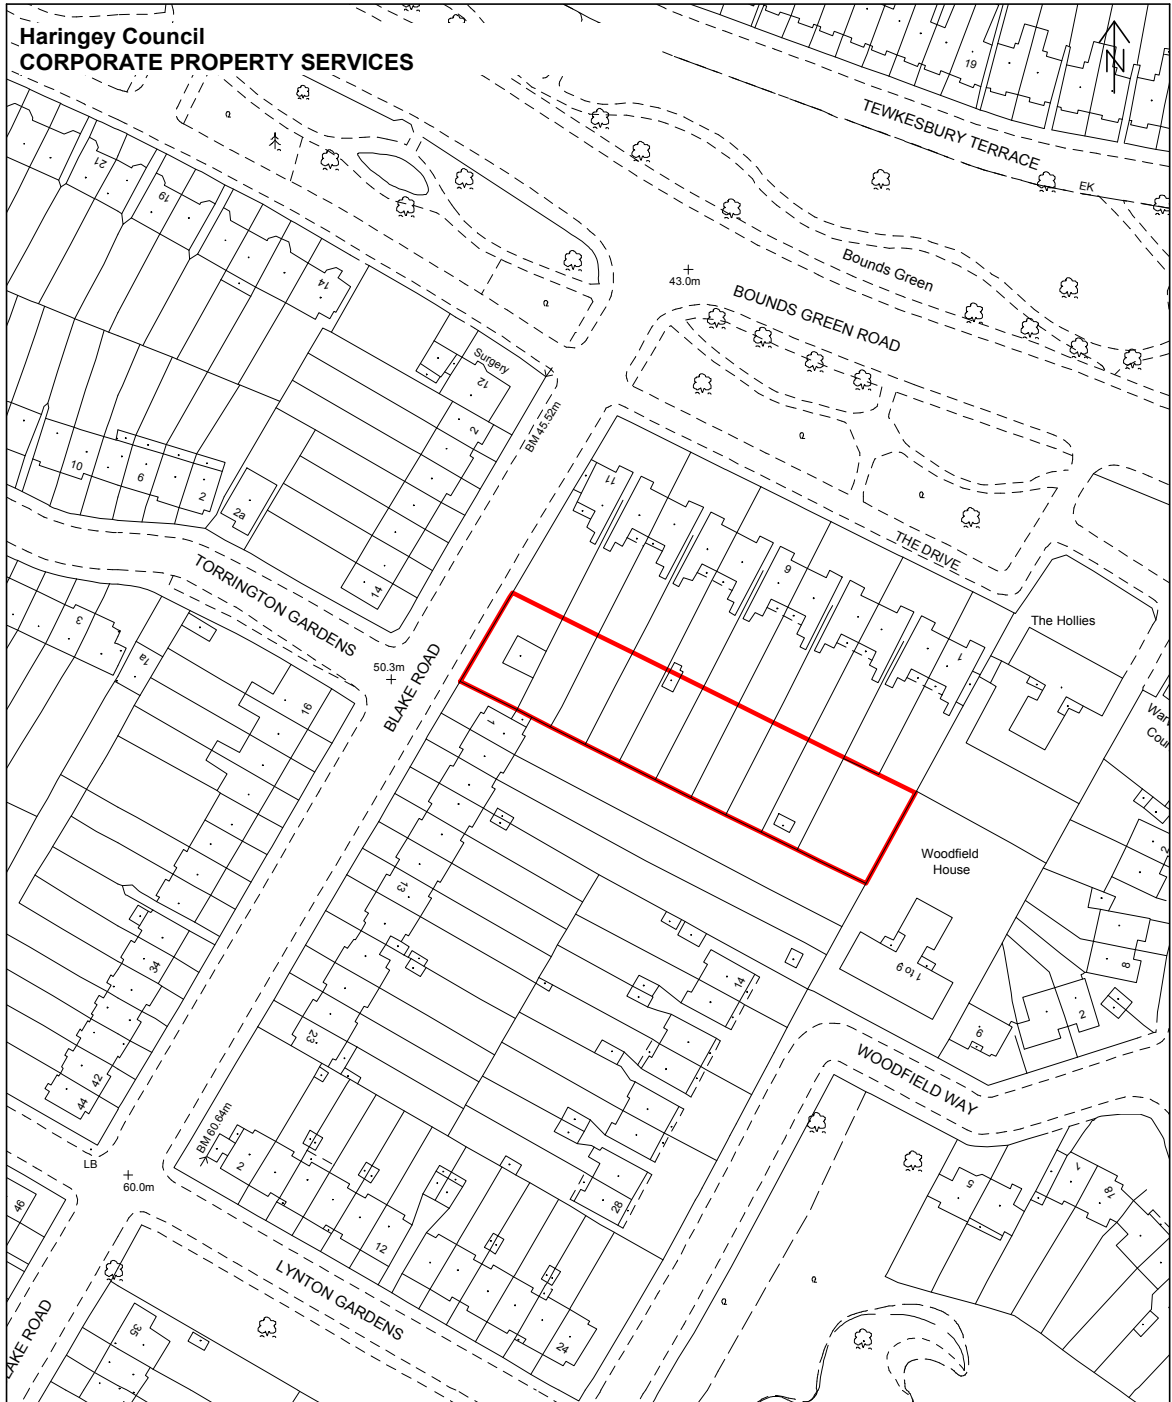 Haringey Council
CORPORATE PROPERTY SERVICES
N
19
TEWKESBURY TERRACE
EK
21
19
14
Bounds Green
43.0m
BOUNDS GREEN ROAD
Surgery
12
2
BM 45.52m
10
6
2
2a
11
9
THE DRIVE
1
The Hollies
TORRINGTON GARDENS
14
3
1a
50.3m
BLAKE ROAD
16
1
13
Woodfield
House
2
8
14
1 to 9
34
23
9
2
WOODFIELD WAY
42
44
BM 60.64m
2
LB
60.0m
46
12
28
5
1
18
LYNTON GARDENS
24
35